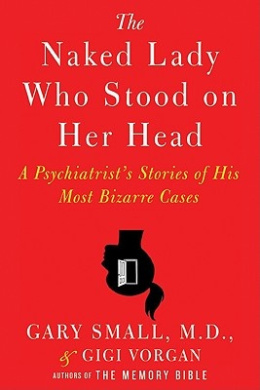 The
Naked Lady
Who Stood on
Her Head
A Psychiatrist's Stories of His
Most Bizarre Cases
GARY SMALL, M.D.,
& GIGI VORGAN
AUTHORS OF THE MEMORY BIBLE